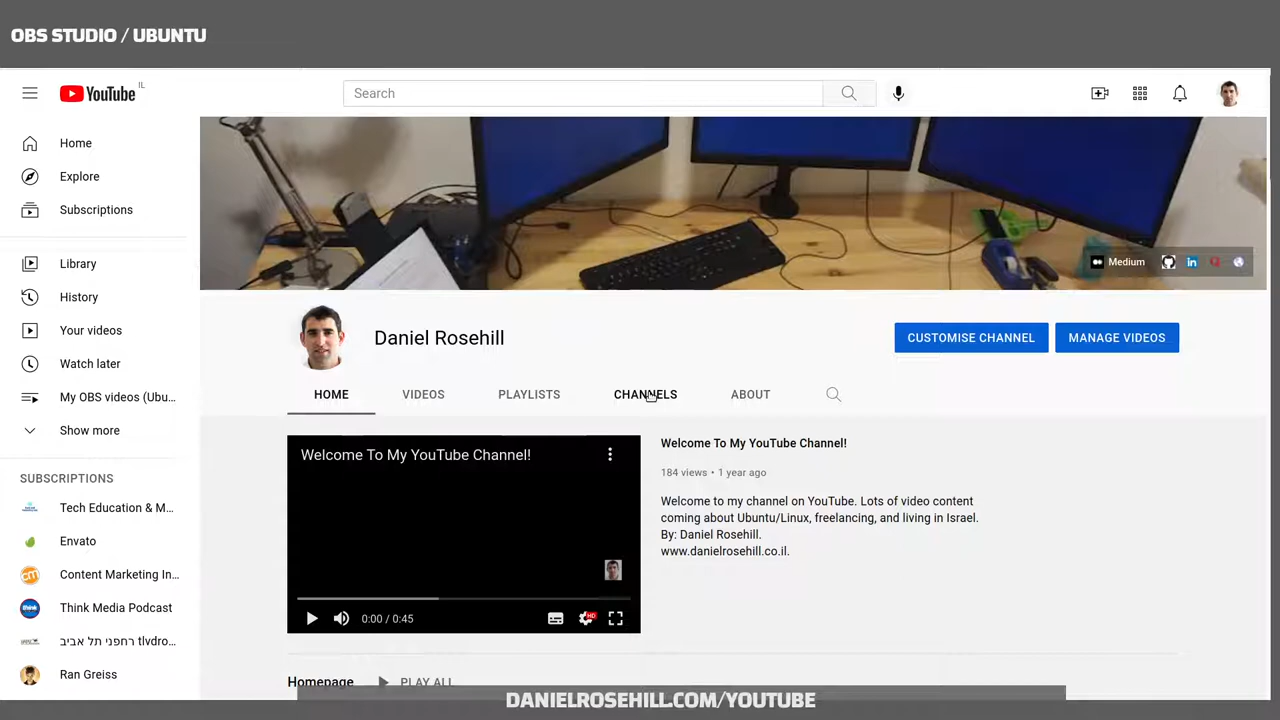 OBS STUDIO / UBUNTU
YouTube IL
Search
Home
Explore
Subscriptions
Library
History
Your videos
Watch later
My OBS videos (Ubu...
Show more
SUBSCRIPTIONS
Tech Education & M...
Envato
Content Marketing In...
Think Media Podcast
רחפני תל אביב tlvdro...
Ran Greiss
Medium
in
Daniel Rosehill
CUSTOMISE CHANNEL
MANAGE VIDEOS
HOME
VIDEOS
PLAYLISTS
CHANNELS
ABOUT
Welcome To My YouTube Channel!
0:00 / 0:45
HD
Welcome To My YouTube Channel!
184 views • 1 year ago
Welcome to my channel on YouTube. Lots of video content
coming about Ubuntu/Linux, freelancing, and living in Israel.
By: Daniel Rosehill.
www.danielrosehill.co.il.
Homepage
PLAY ALL
DANIELROSEHILL.COM/YOUTUBE